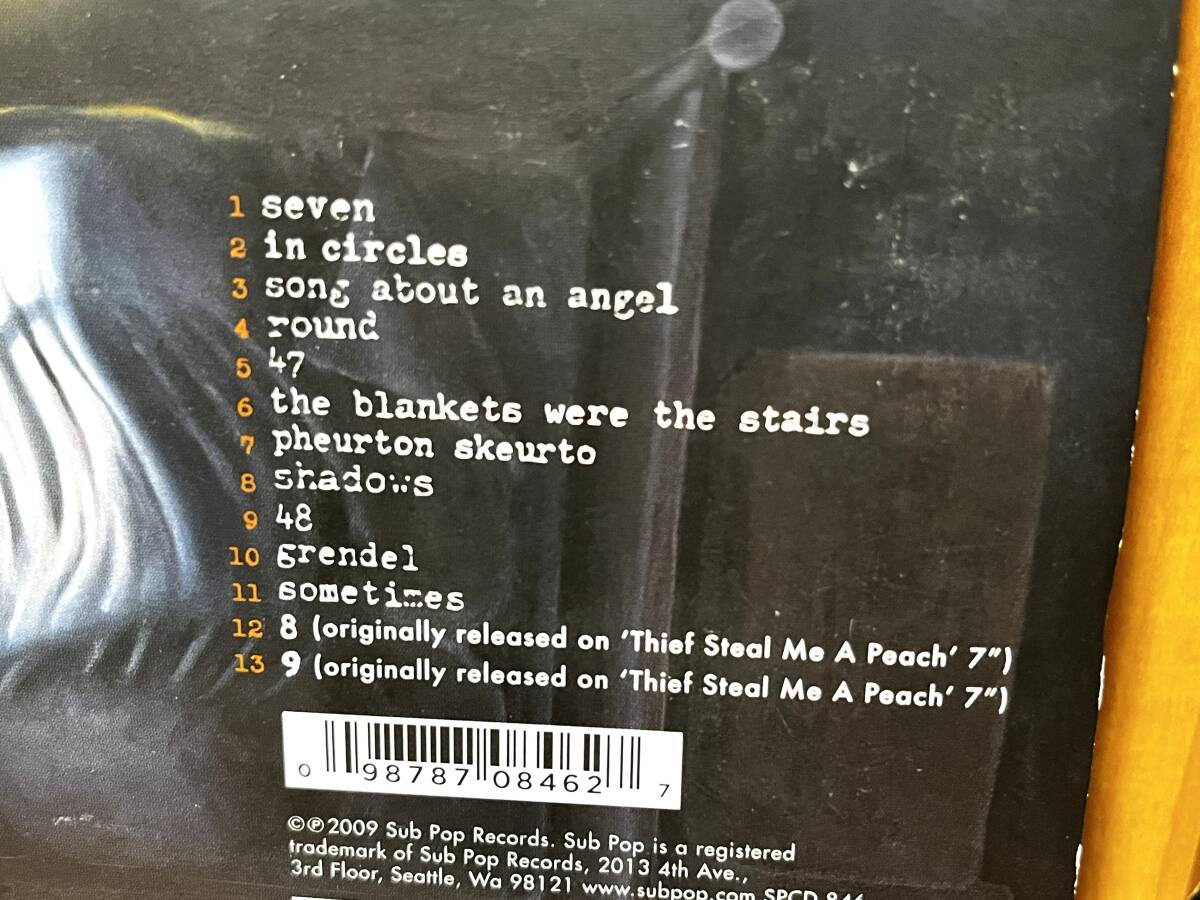 1 seven
2 in circles
3 song about an angel
4 round
5 47
6 the blankets were the stairs
7 pheurton skeurto
8 shadows
9 48
10 grendel
11 sometimes
12 8 (originally released on ‘Thief Steal Me A Peach’ 7”)
13 9 (originally released on ‘Thief Steal Me A Peach’ 7”)
0 98787 08462 7
©℗2009 Sub Pop Records. Sub Pop is a registered
trademark of Sub Pop Records, 2013 4th Ave.,
3rd Floor, Seattle, Wa 98121 www.subpop.com SPCD